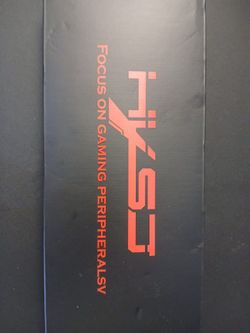 HXSJ
FOCUS ON GAMING PERIPHERALSV